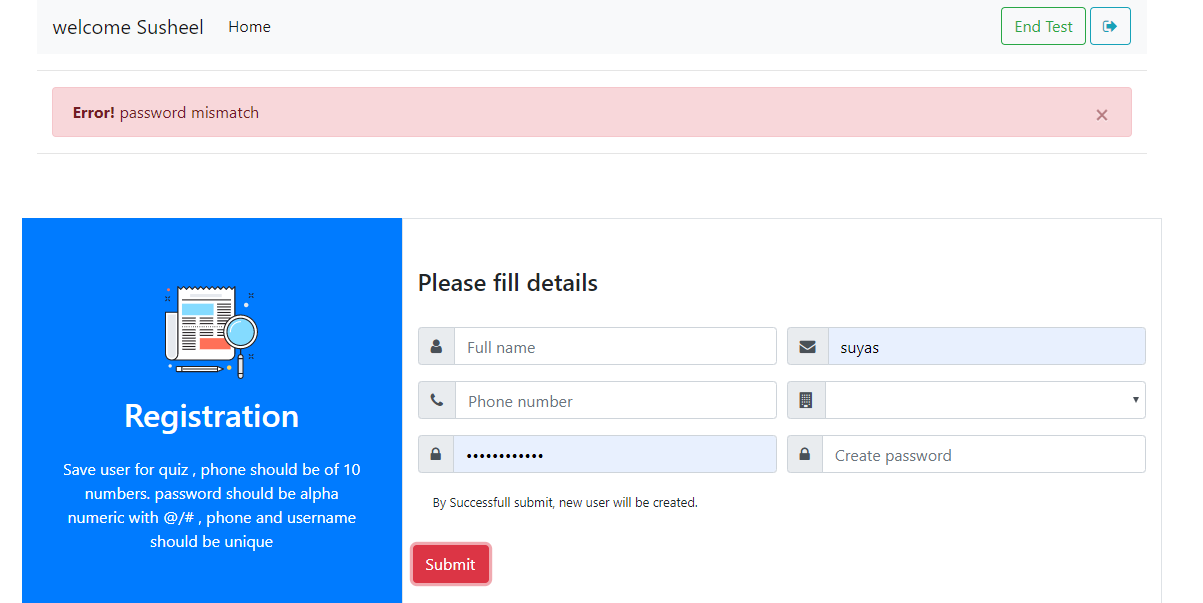 welcome Susheel Home End Test
Error! password mismatch ×
Please fill details
Full name suyas
Phone number
•••••••••••• Create password
By Successfull submit, new user will be created.
Submit
Registration
Save user for quiz , phone should be of 10
numbers. password should be alpha
numeric with @/# , phone and username
should be unique